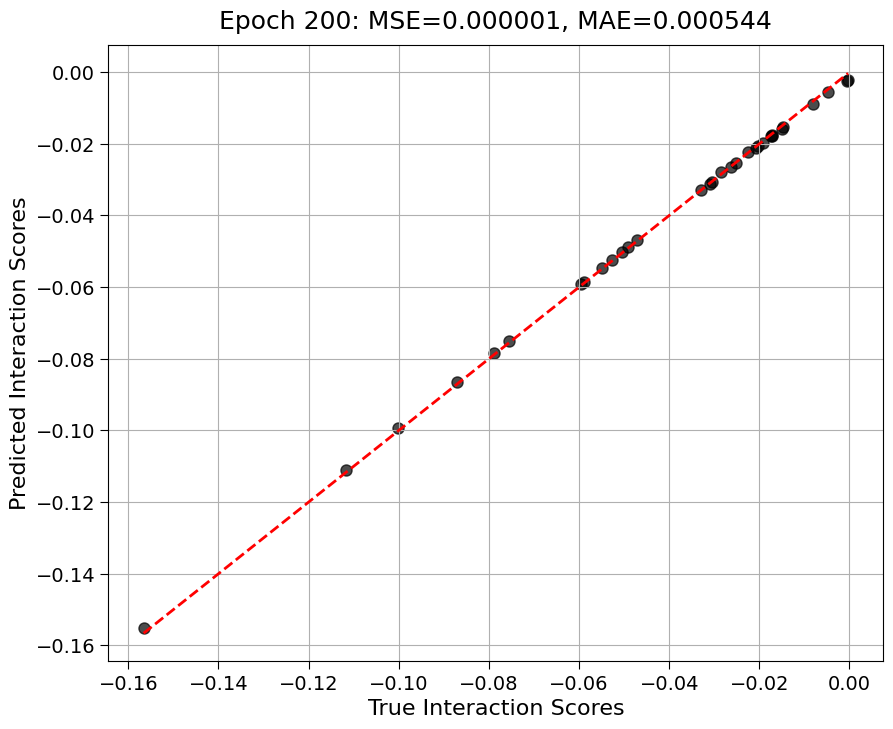 Epoch 200: MSE=0.000001, MAE=0.000544
Predicted Interaction Scores
0.00
−0.02
−0.04
−0.06
−0.08
−0.10
−0.12
−0.14
−0.16
−0.16 −0.14 −0.12 −0.10 −0.08 −0.06 −0.04 −0.02 0.00
True Interaction Scores